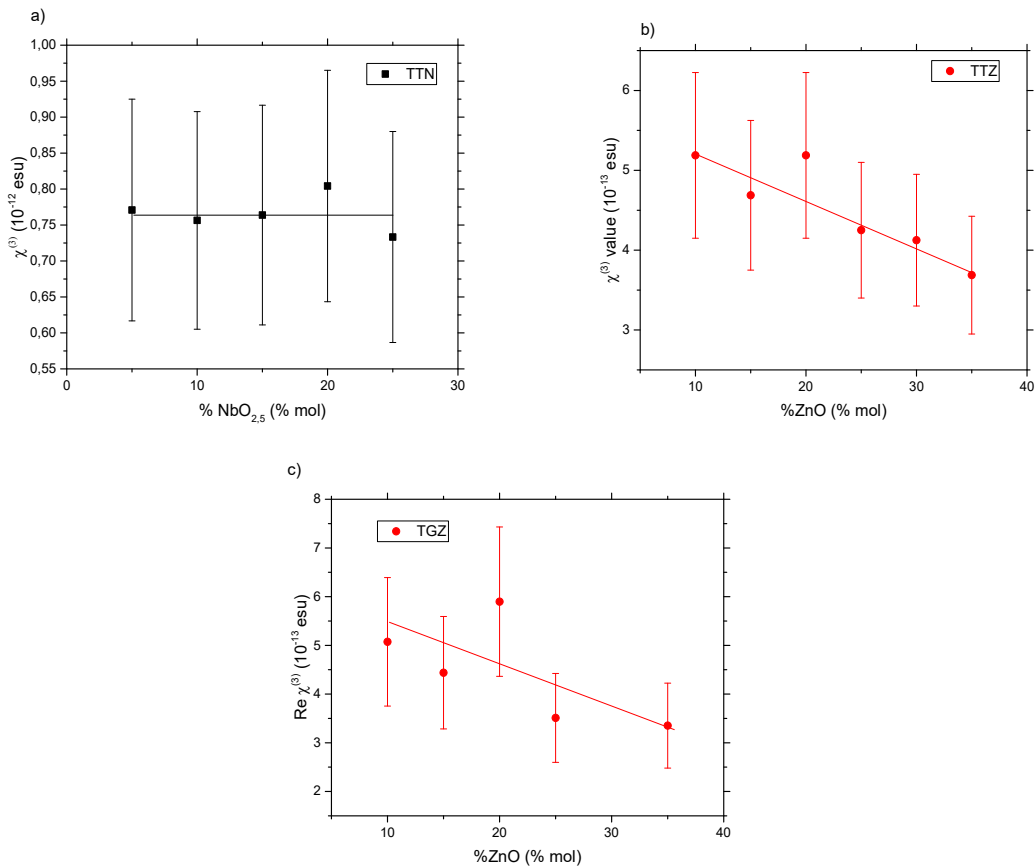 a)
1,00
0,95
0,90
0,85
0,80
0,75
0,70
0,65
0,60
0,55
0 10 20 30
χ(3) (10-12 esu)
% NbO2,5 (% mol)
TTN
b)
6
5
4
3
10 20 30 40
χ(3) value (10-13 esu)
%ZnO (% mol)
TTZ
c)
8
7
6
5
4
3
2
10 20 30 40
Re χ(3) (10-13 esu)
%ZnO (% mol)
TGZ